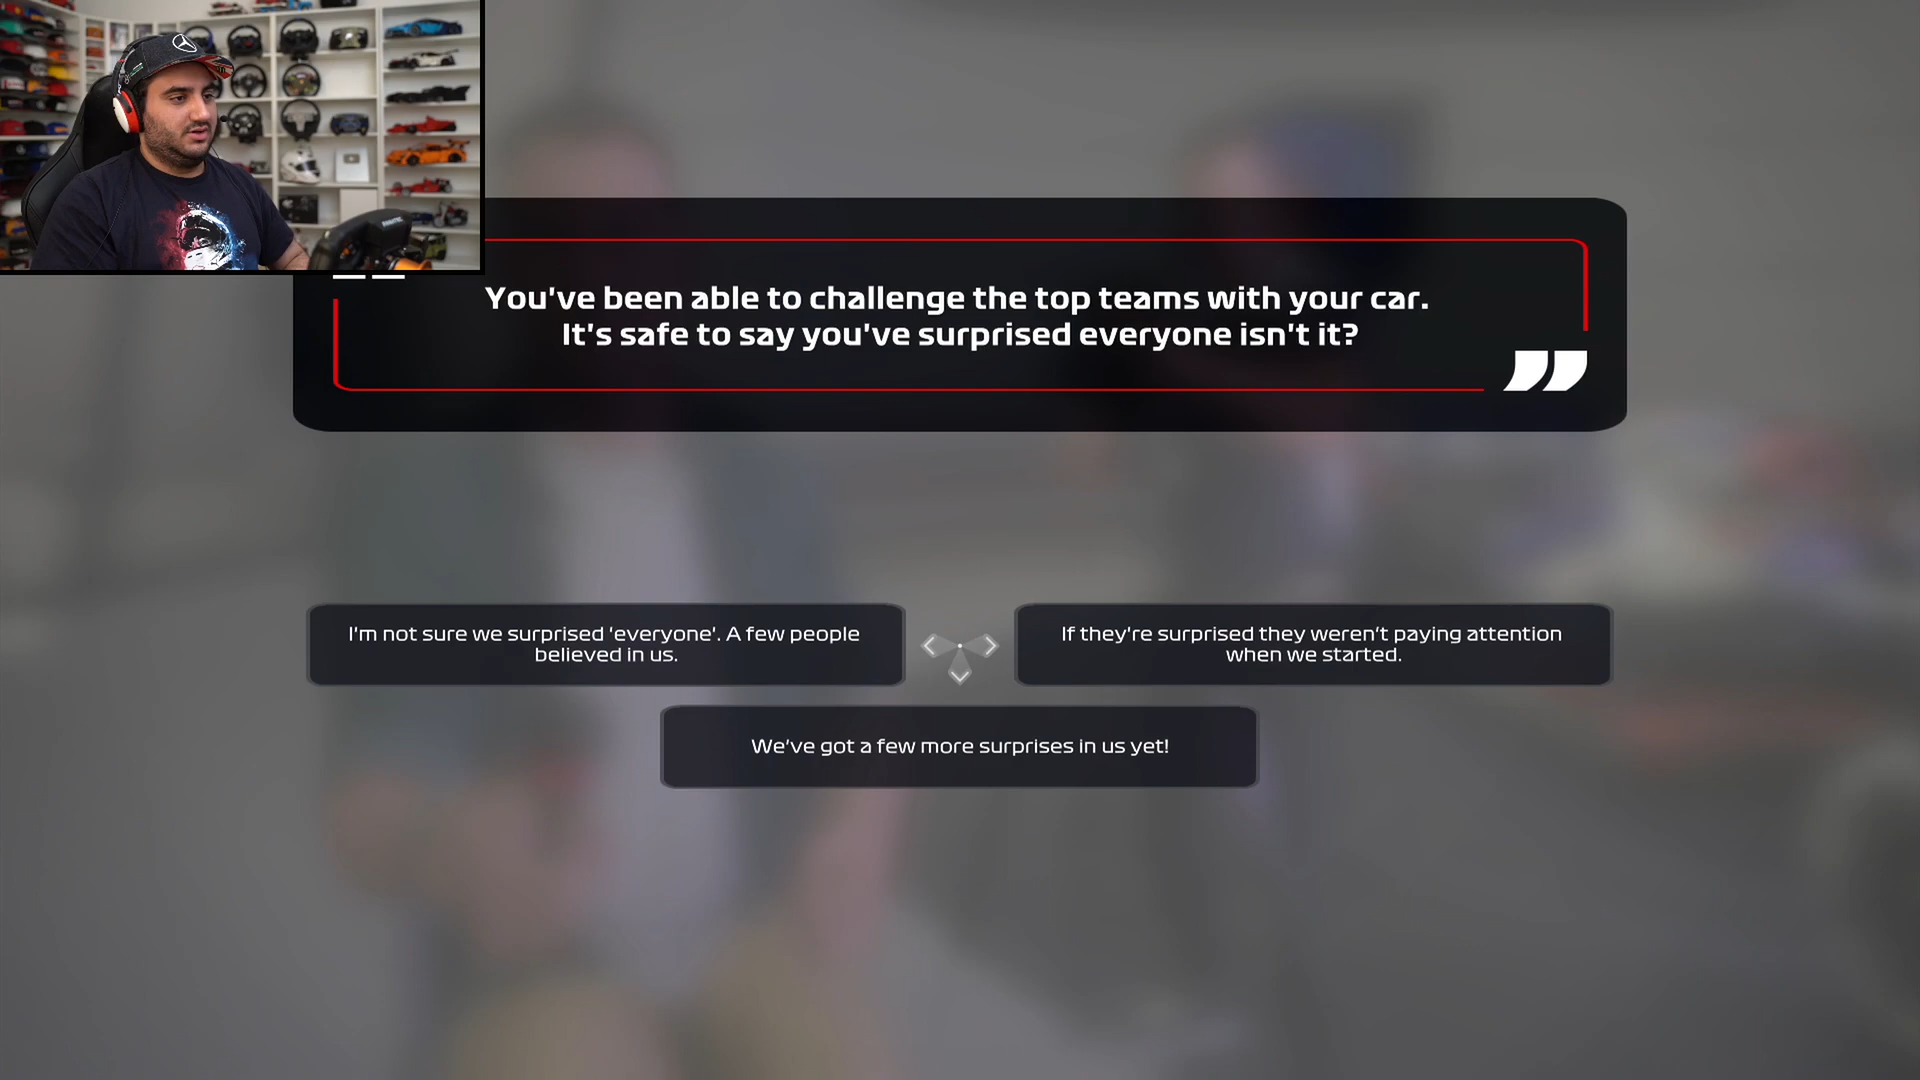 You've been able to challenge the top teams with your car.
It's safe to say you've surprised everyone isn't it?
I'm not sure we surprised 'everyone'. A few people
believed in us.
If they're surprised they weren't paying attention
when we started.
We've got a few more surprises in us yet!